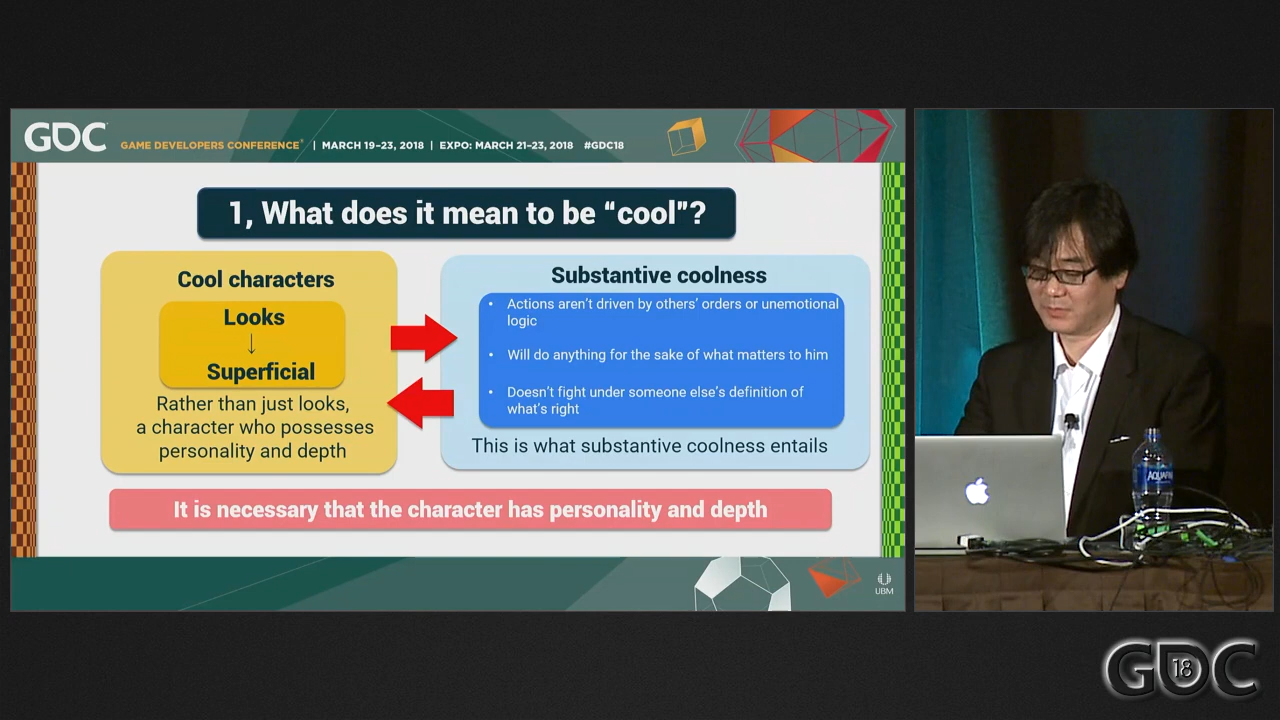 GDC
GAME DEVELOPERS CONFERENCE® | MARCH 19–23, 2018 | EXPO: MARCH 21–23, 2018 #GDC18
1, What does it mean to be “cool”?
Cool characters
Looks
↓
Superficial
Rather than just looks,
a character who possesses
personality and depth
Substantive coolness
• Actions aren’t driven by others’ orders or unemotional
logic
• Will do anything for the sake of what matters to him
• Doesn’t fight under someone else’s definition of
what’s right
This is what substantive coolness entails
It is necessary that the character has personality and depth
UBM
AQUAFINA
GDC
18